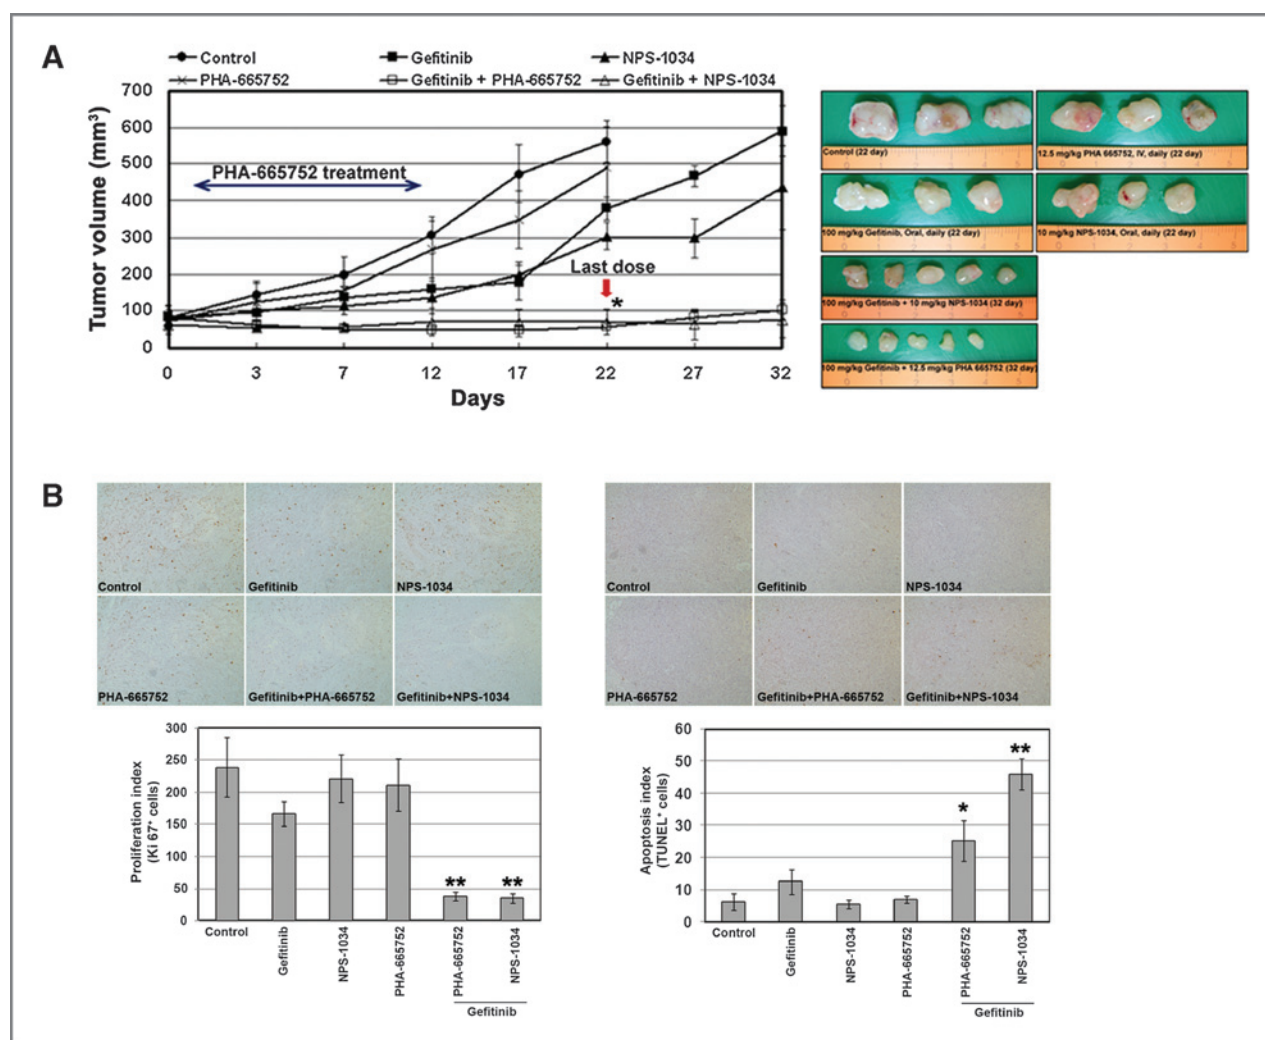 A
Control
Gefitinib
NPS-1034
PHA-665752
Gefitinib + PHA-665752
Gefitinib + NPS-1034
Tumor volume (mm³)
700
600
500
400
300
200
100
0
PHA-665752 treatment
Last dose
*
0 3 7 12 17 22 27 32
Days
Control (22 day)
12.5 mg/kg PHA 665752, IV, daily (22 day)
100 mg/kg Gefitinib, Oral, daily (22 day)
10 mg/kg NPS-1034, Oral, daily (22 day)
100 mg/kg Gefitinib + 10 mg/kg NPS-1034 (32 day)
100 mg/kg Gefitinib + 12.5 mg/kg PHA 665752 (32 day)
B
Control
Gefitinib
NPS-1034
PHA-665752
Gefitinib+PHA-665752
Gefitinib+NPS-1034
Control
Gefitinib
NPS-1034
PHA-665752
Gefitinib+PHA-665752
Gefitinib+NPS-1034
Proliferation index
(Ki 67⁺ cells)
300
250
200
150
100
50
0
** **
Control
Gefitinib
NPS-1034
PHA-665752
PHA-665752
NPS-1034
Gefitinib
Apoptosis index
(TUNEL⁺ cells)
60
50
40
30
20
10
0
*
**
Control
Gefitinib
NPS-1034
PHA-665752
PHA-665752
NPS-1034
Gefitinib